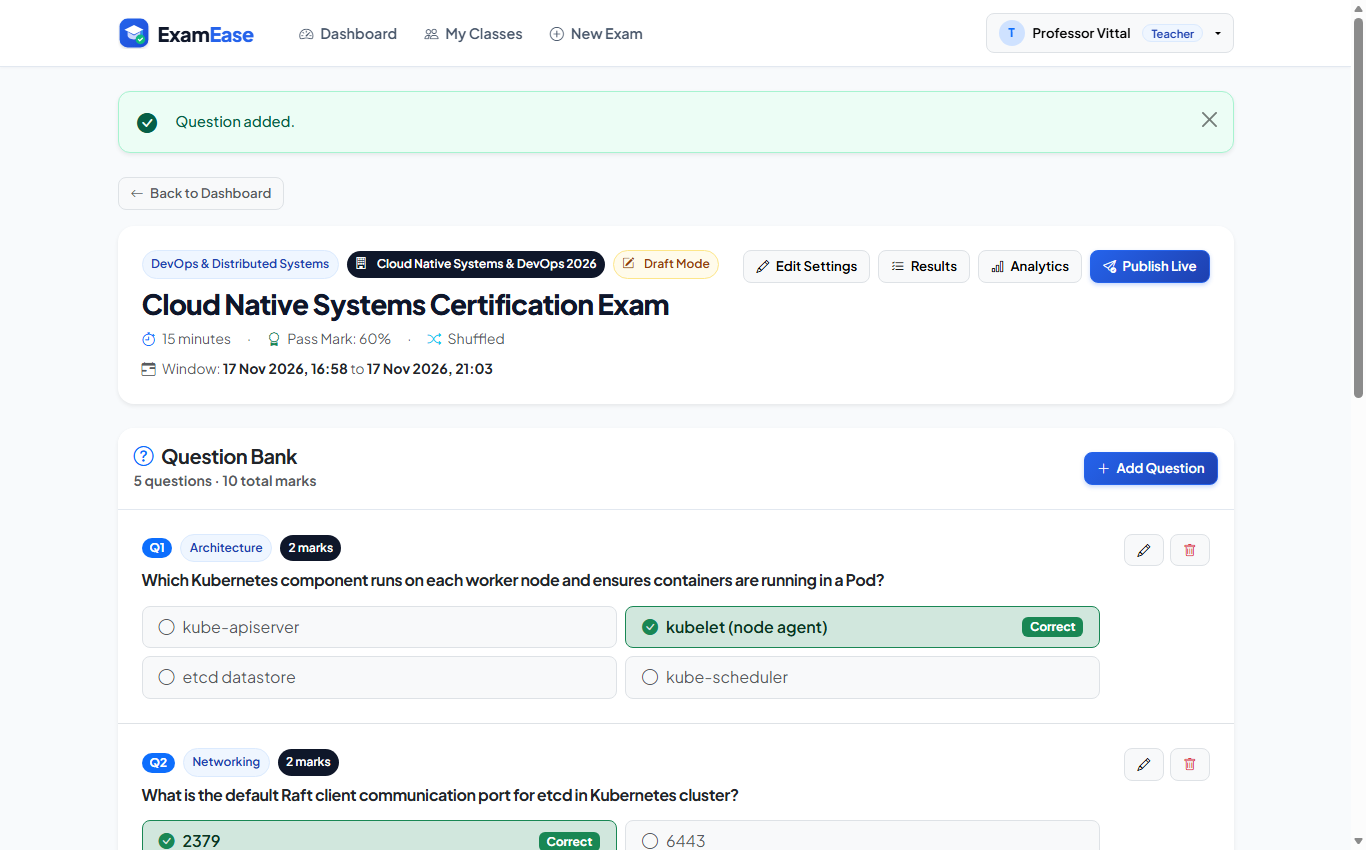 ExamEase
Dashboard
My Classes
New Exam
T
Professor Vittal
Teacher
Question added.
Back to Dashboard
DevOps & Distributed Systems
Cloud Native Systems & DevOps 2026
Draft Mode
Edit Settings
Results
Analytics
Publish Live
Cloud Native Systems Certification Exam
15 minutes · Pass Mark: 60% · Shuffled
Window: 17 Nov 2026, 16:58 to 17 Nov 2026, 21:03
Question Bank
5 questions · 10 total marks
Add Question
Q1 Architecture 2 marks
Which Kubernetes component runs on each worker node and ensures containers are running in a Pod?
kube-apiserver
kubelet (node agent) Correct
etcd datastore
kube-scheduler
Q2 Networking 2 marks
What is the default Raft client communication port for etcd in Kubernetes cluster?
2379 Correct
6443